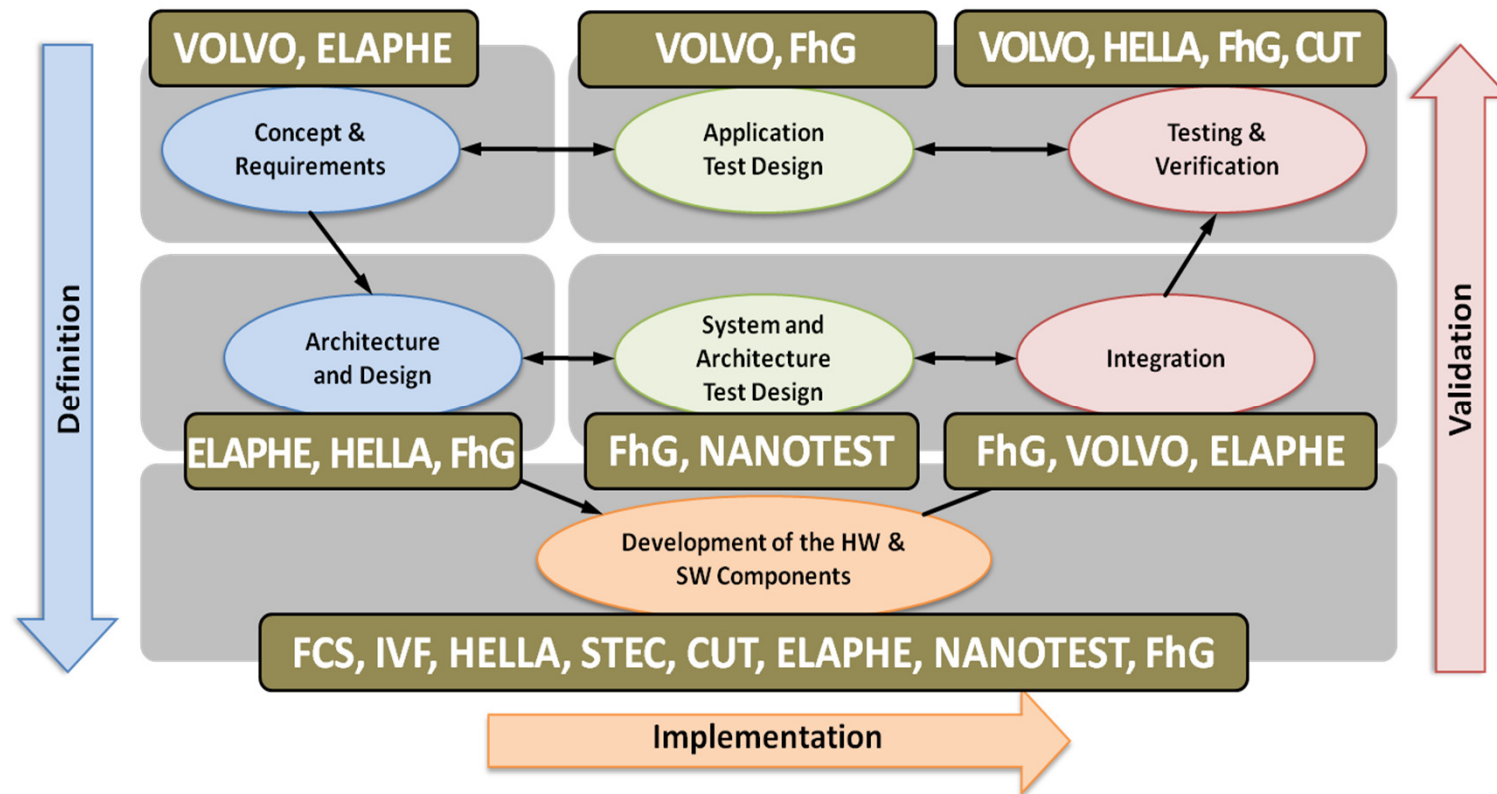 VOLVO, ELAPHE
VOLVO, FhG
VOLVO, HELLA, FhG, CUT
Concept &
Requirements
Application
Test Design
Testing &
Verification
Definition
Validation
Architecture
and Design
System and
Architecture
Test Design
Integration
ELAPHE, HELLA, FhG
FhG, NANOTEST
FhG, VOLVO, ELAPHE
Development of the HW &
SW Components
FCS, IVF, HELLA, STEC, CUT, ELAPHE, NANOTEST, FhG
Implementation